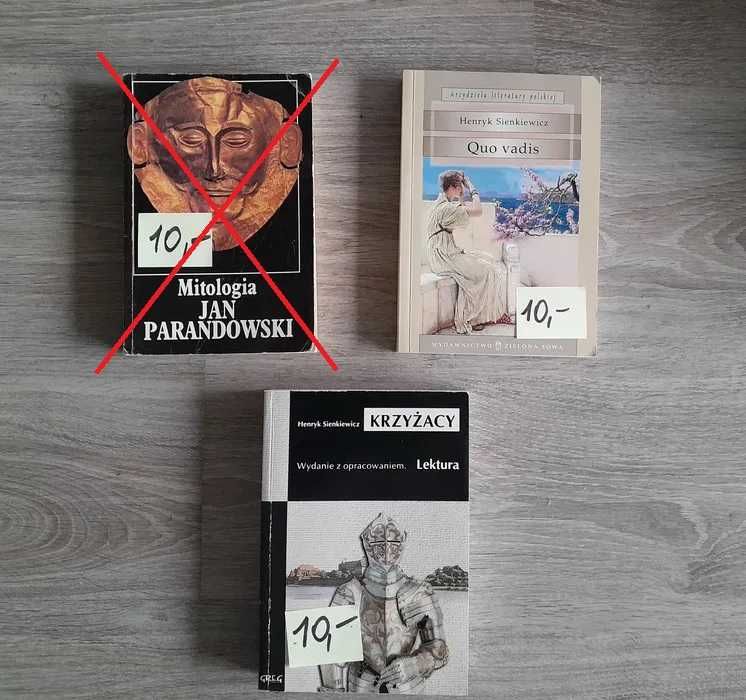 10,-
Mitologia
JAN
PARANDOWSKI
Arcydzieła literatury polskiej
Henryk Sienkiewicz
Quo vadis
10,-
WYDAWNICTWO ZIELONA SOWA
Henryk Sienkiewicz KRZYŻACY
Wydanie z opracowaniem. Lektura
10,-
GREG